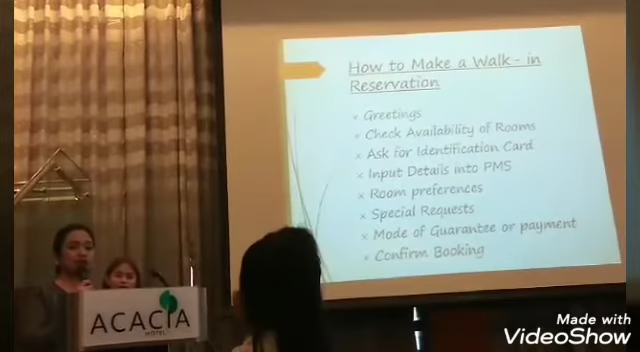 How to Make a Walk - in
Reservation
Greetings
Check Availability of Rooms
Ask for Identification Card
Input Details into PMS
Room preferences
Special Requests
Mode of Guarantee or payment
Confirm Booking
ACACIA
HOTEL
Made with
VideoShow